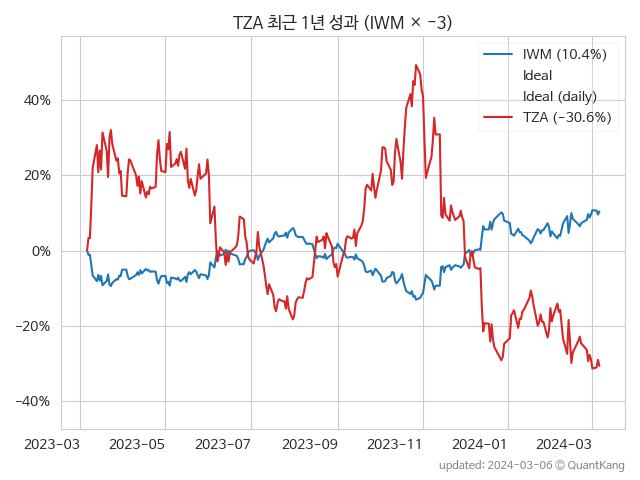 TZA 최근 1년 성과 (IWM × -3)
IWM (10.4%)
Ideal
Ideal (daily)
TZA (-30.6%)
40%
20%
0%
-20%
-40%
2023-03 2023-05 2023-07 2023-09 2023-11 2024-01 2024-03
updated: 2024-03-06 © QuantKang